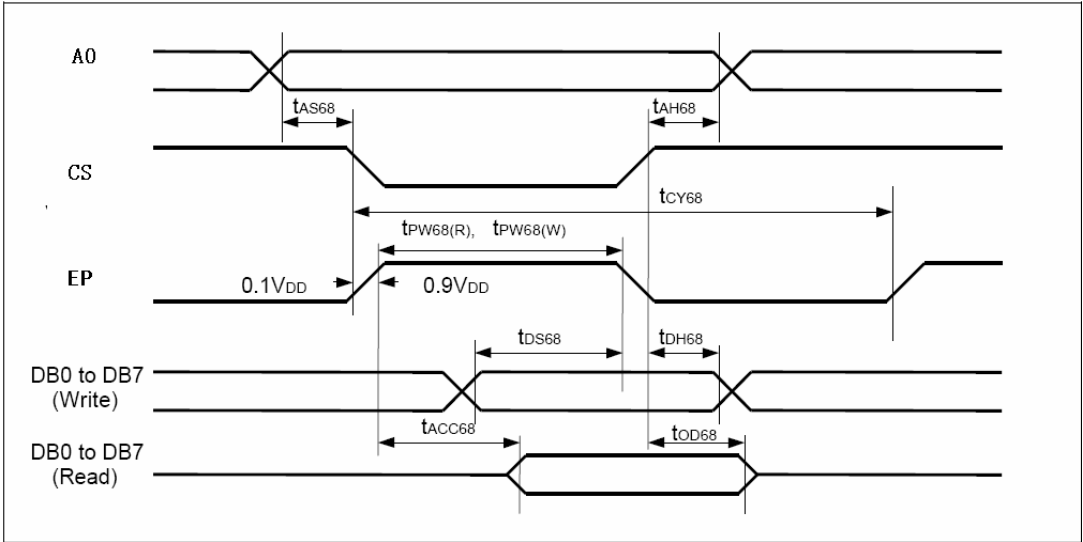 A0
tAS68
tAH68
CS
tCY68
tPW68(R), tPW68(W)
EP
0.1VDD
0.9VDD
tDS68
tDH68
DB0 to DB7
(Write)
tACC68
tOD68
DB0 to DB7
(Read)